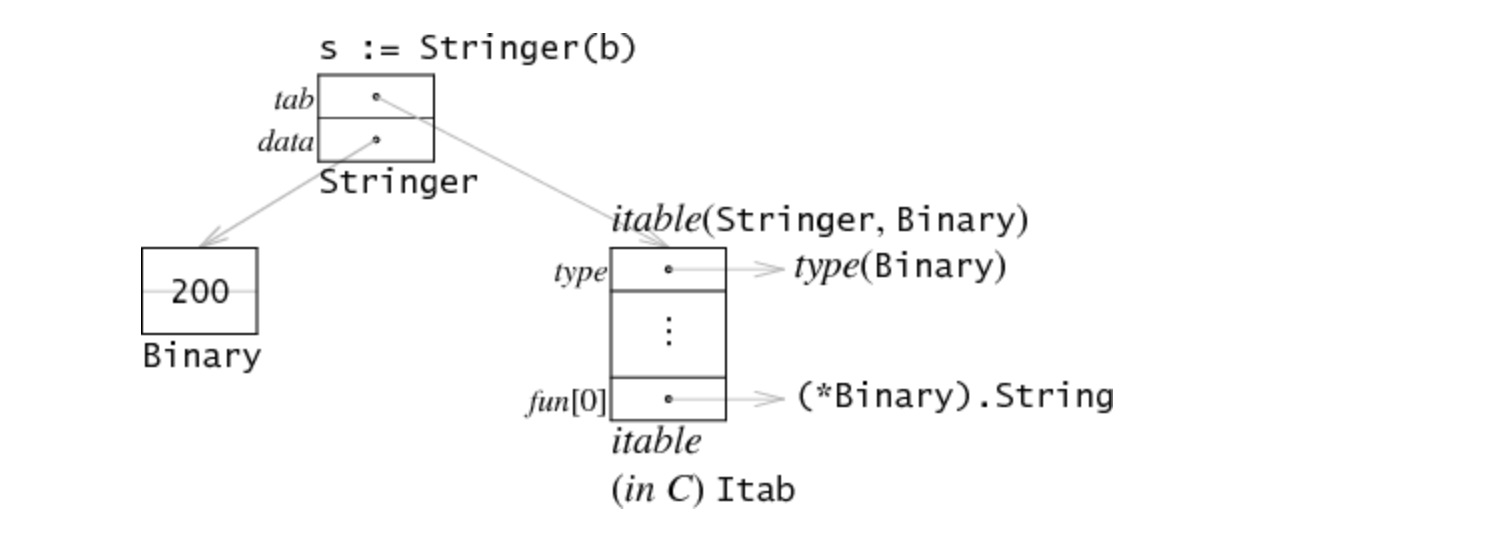 s := Stringer(b)
tab
data
Stringer
itable(Stringer, Binary)
type
type(Binary)
200
Binary
fun[0]
(*Binary).String
itable
(in C) Itab